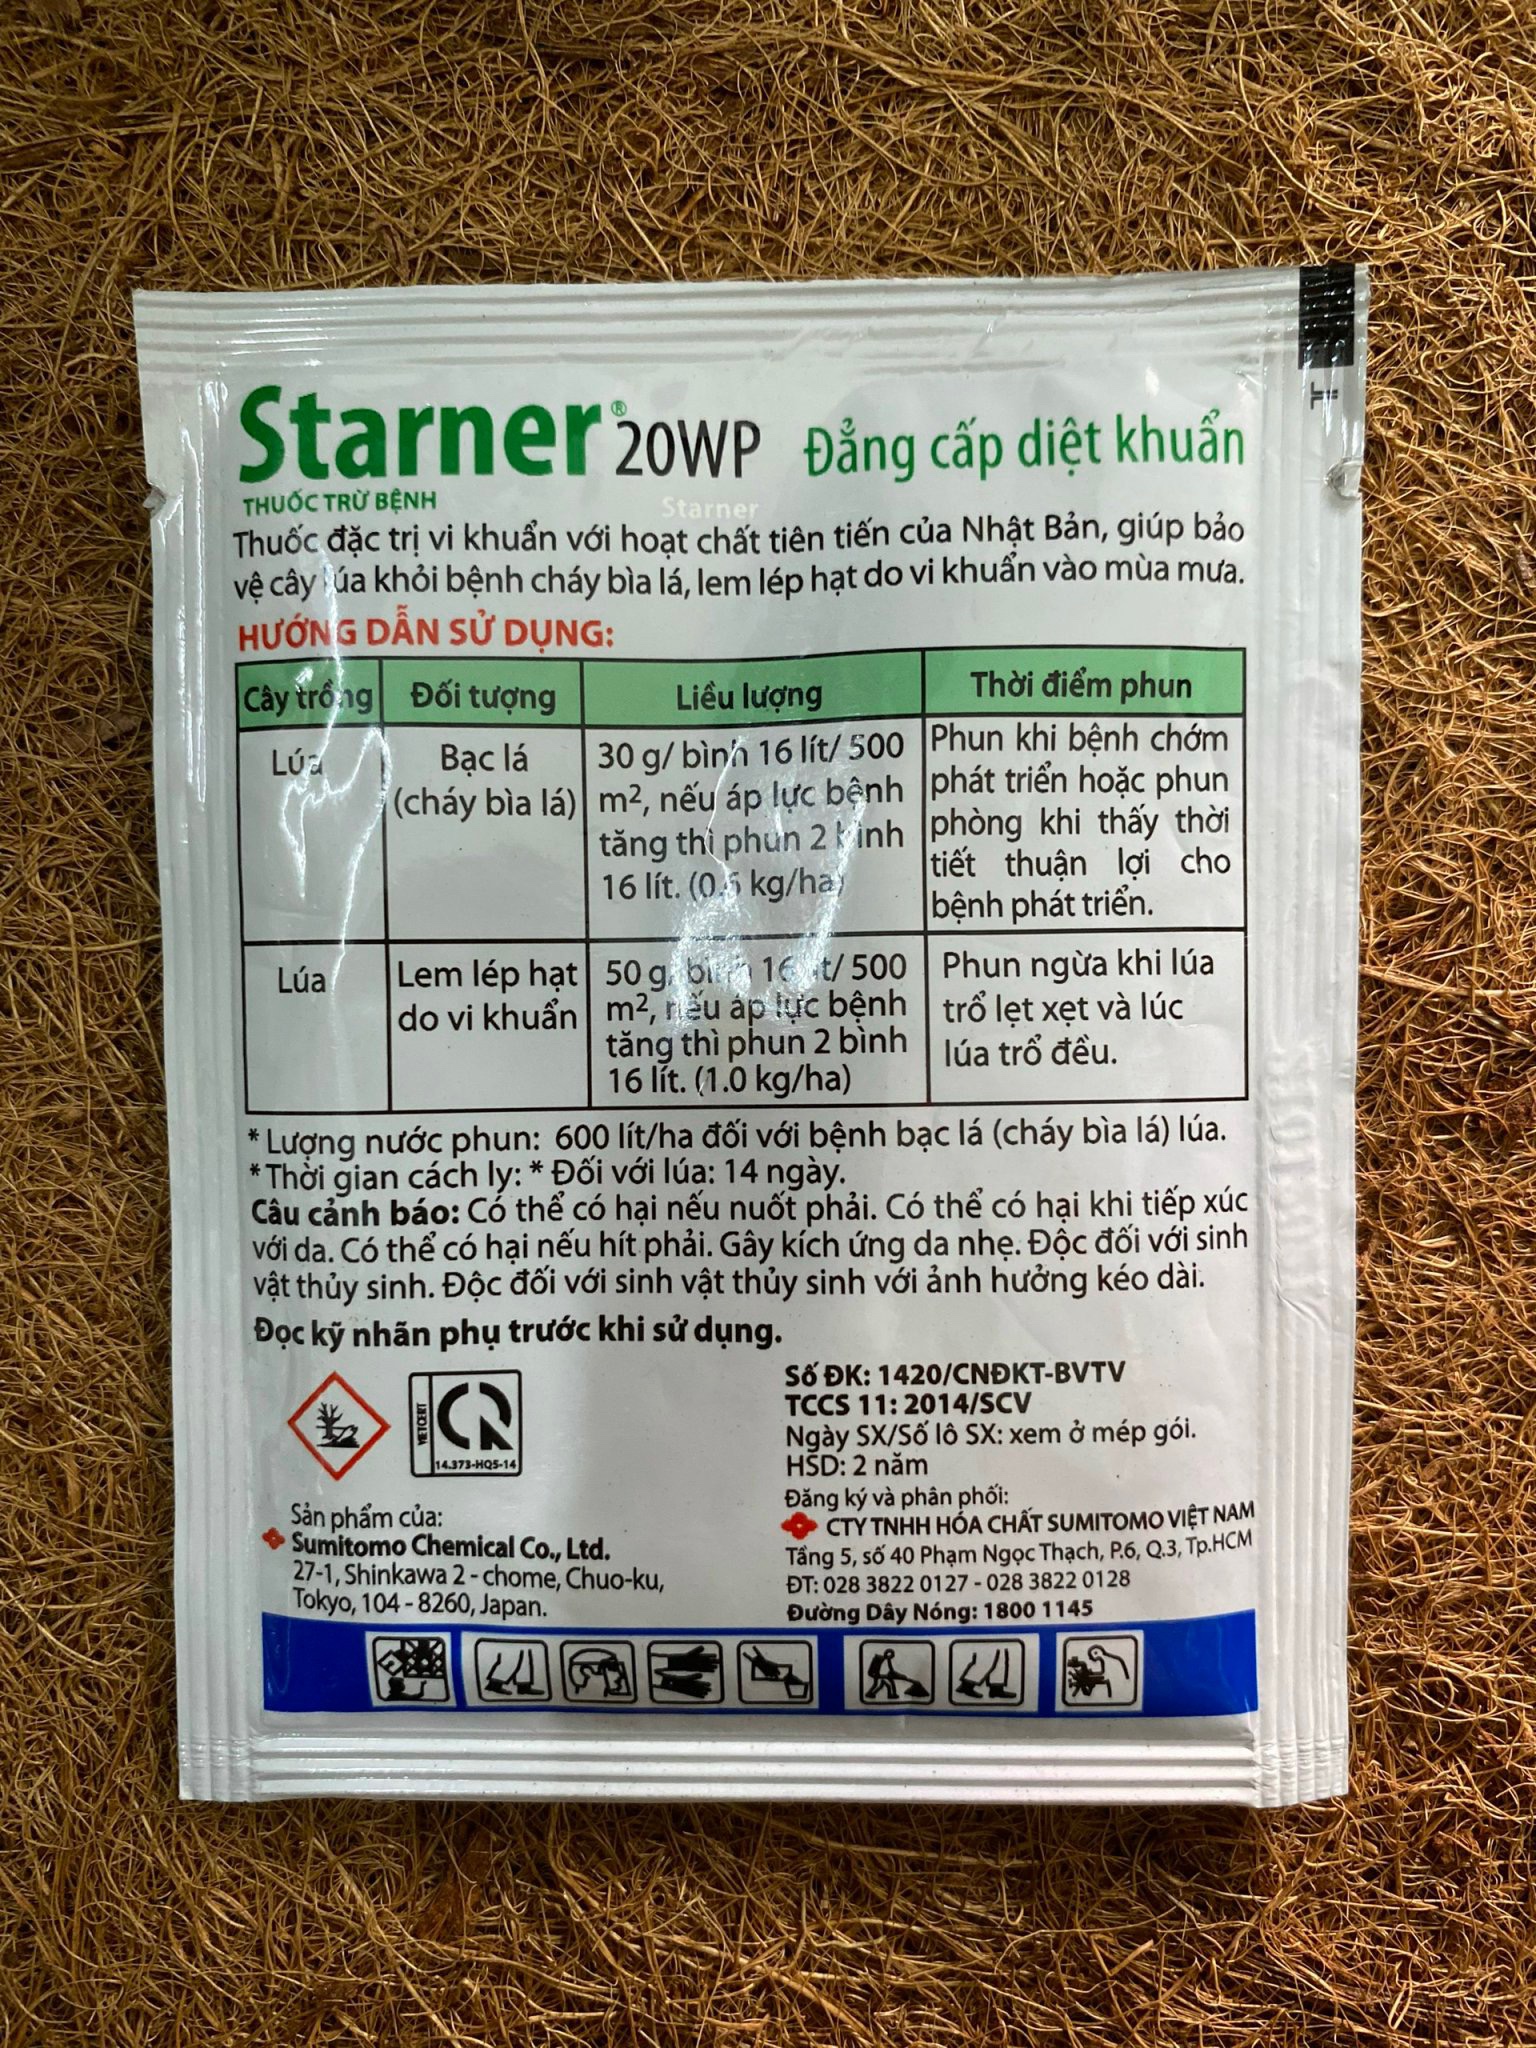 Starner® 20WP Đẳng cấp diệt khuẩn
THUỐC TRỪ BỆNH
Starner
Thuốc đặc trị vi khuẩn với hoạt chất tiên tiến của Nhật Bản, giúp bảo
vệ cây lúa khỏi bệnh cháy bìa lá, lem lép hạt do vi khuẩn vào mùa mưa.
HƯỚNG DẪN SỬ DỤNG:
Cây trồng Đối tượng Liều lượng Thời điểm phun
Lúa
Bạc lá
(cháy bìa lá)
30 g/ bình 16 lít/ 500
m², nếu áp lực bệnh
tăng thì phun 2 bình
16 lít. (0.6 kg/ha)
Phun khi bệnh chớm
phát triển hoặc phun
phòng khi thấy thời
tiết thuận lợi cho
bệnh phát triển.
Lúa
Lem lép hạt
do vi khuẩn
50 g/ bình 16 lít/ 500
m², nếu áp lực bệnh
tăng thì phun 2 bình
16 lít. (1.0 kg/ha)
Phun ngừa khi lúa
trổ lẹt xẹt và lúc
lúa trổ đều.
* Lượng nước phun: 600 lít/ha đối với bệnh bạc lá (cháy bìa lá) lúa.
* Thời gian cách ly: * Đối với lúa: 14 ngày.
Câu cảnh báo: Có thể có hại nếu nuốt phải. Có thể có hại khi tiếp xúc
với da. Có thể có hại nếu hít phải. Gây kích ứng da nhẹ. Độc đối với sinh
vật thủy sinh. Độc đối với sinh vật thủy sinh với ảnh hưởng kéo dài.
Đọc kỹ nhãn phụ trước khi sử dụng.
VIETCERT
14.373-HQ5-14
Số ĐK: 1420/CNĐKT-BVTV
TCCS 11: 2014/SCV
Ngày SX/Số lô SX: xem ở mép gói.
HSD: 2 năm
Sản phẩm của:
Sumitomo Chemical Co., Ltd.
27-1, Shinkawa 2 - chome, Chuo-ku,
Tokyo, 104 - 8260, Japan.
Đăng ký và phân phối:
CTY TNHH HÓA CHẤT SUMITOMO VIỆT NAM
Tầng 5, số 40 Phạm Ngọc Thạch, P.6, Q.3, Tp.HCM
ĐT: 028 3822 0127 - 028 3822 0128
Đường Dây Nóng: 1800 1145